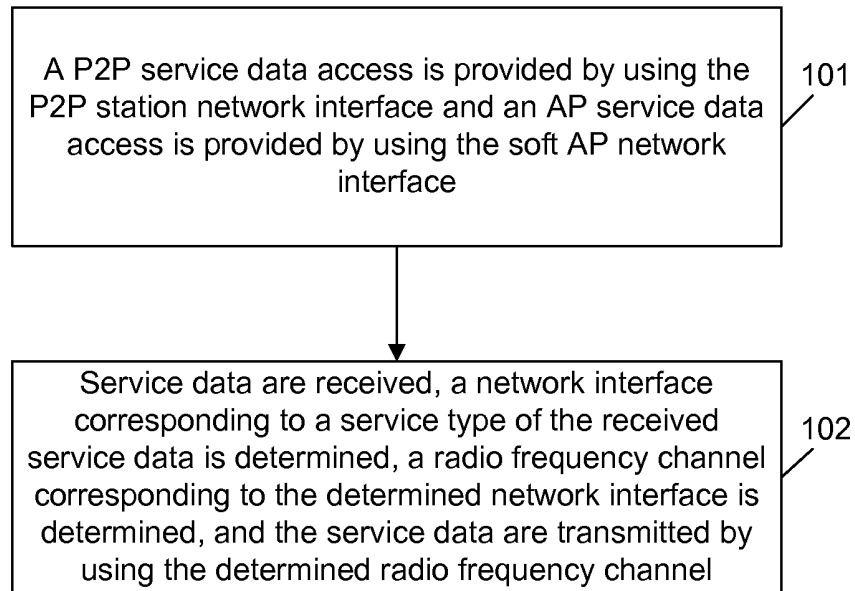 A P2P service data access is provided by using the
P2P station network interface and an AP service data
access is provided by using the soft AP network
interface
101
Service data are received, a network interface
corresponding to a service type of the received
service data is determined, a radio frequency channel
corresponding to the determined network interface is
determined, and the service data are transmitted by
using the determined radio frequency channel
102